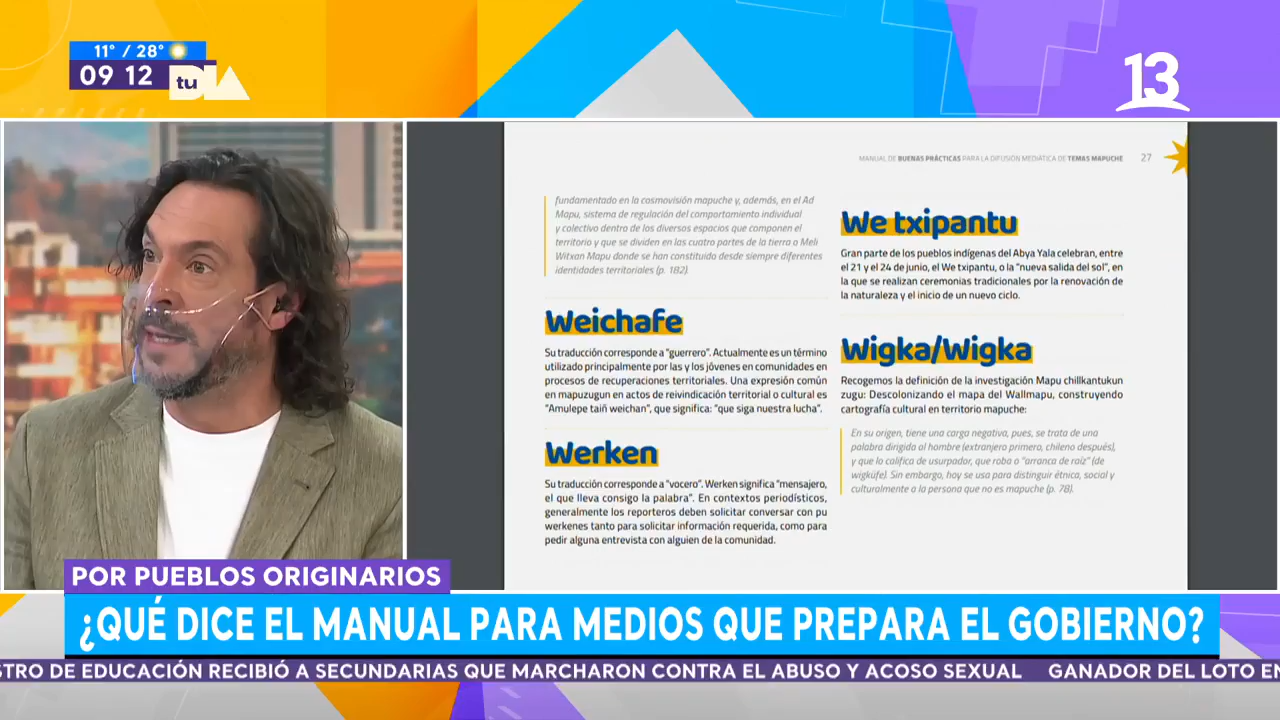 11° / 28°
09 12
tu DÍA
13
MANUAL DE BUENAS PRÁCTICAS PARA LA DIFUSIÓN MEDIÁTICA DE TEMAS MAPUCHE 27
fundamentado en la cosmovisión mapuche y, además, en el Ad
Mapu, sistema de regulación del comportamiento individual
y colectivo dentro de los diversos espacios que componen el
territorio y que se dividen en las cuatro partes de la tierra o Meli
Witxan Mapu donde se han constituida desde siempre diferentes
identidades territoriales (p. 182).
Weichafe
Su traducción corresponde a “guerrero”. Actualmente es un término
utilizado principalmente por las y los jóvenes en comunidades en
procesos de recuperaciones territoriales. Una expresión común
en mapuzugun en actos de reivindicación territorial o cultural es
“Amulepe taiñ weichan”, que significa: “que siga nuestra lucha”.
Werken
Su traducción corresponde a “vocero”. Werken significa “mensajero,
el que lleva consigo la palabra”. En contextos periodísticos,
generalmente los reporteros deben solicitar conversar con pu
werkenes tanto para solicitar información requerida, como para
pedir alguna entrevista con alguien de la comunidad.
We txipantu
Gran parte de los pueblos indígenas del Abya Yala celebran, entre
el 21 y el 24 de junio, el We txipantu, o la “nueva salida del sol”, en
la que se realizan ceremonias tradicionales por la renovación de
la naturaleza y el inicio de un nuevo ciclo.
Wigka/Wigka
Recogemos la definición de la investigación Mapu chillkantukun
zugu: Descolonizando el mapa del Wallmapu, construyendo
cartografía cultural en territorio mapuche:
En su origen, tiene una carga negativa, pues, se trata de una
palabra dirigida al hombre (extranjero primero, chileno después),
y que lo califica de usurpador, que roba o “arranca de raíz” (de
wigküfe). Sin embargo, hoy se usa para distinguir étnica, social y
culturalmente a la persona que no es mapuche (p. 78).
POR PUEBLOS ORIGINARIOS
¿QUÉ DICE EL MANUAL PARA MEDIOS QUE PREPARA EL GOBIERNO?
STRO DE EDUCACIÓN RECIBIÓ A SECUNDARIAS QUE MARCHARON CONTRA EL ABUSO Y ACOSO SEXUAL GANADOR DEL LOTO EN